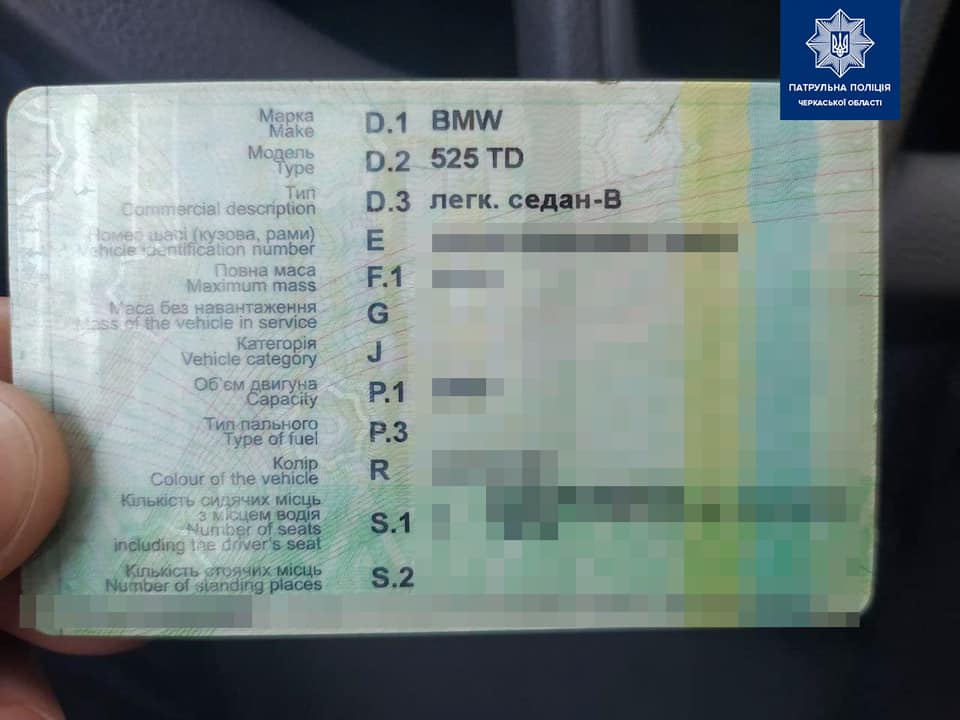 ПАТРУЛЬНА ПОЛІЦІЯ
ЧЕРКАСЬКОЇ ОБЛАСТІ
Марка
Make D.1 BMW
Модель
Type D.2 525 TD
Тип
Commercial description D.3 легк. седан-В
Номер шасі (кузова, рами)
Vehicle identification number E
Повна маса
Maximum mass F.1
Маса без навантаження
Mass of the vehicle in service G
Категорія
Vehicle category J
Об'єм двигуна
Capacity P.1
Тип пального
Type of fuel P.3
Колір
Colour of the vehicle R
Кількість сидячих місць
з місцем водія
Number of seats S.1
including the driver's seat
Кількість стоячих місць
Number of standing places S.2